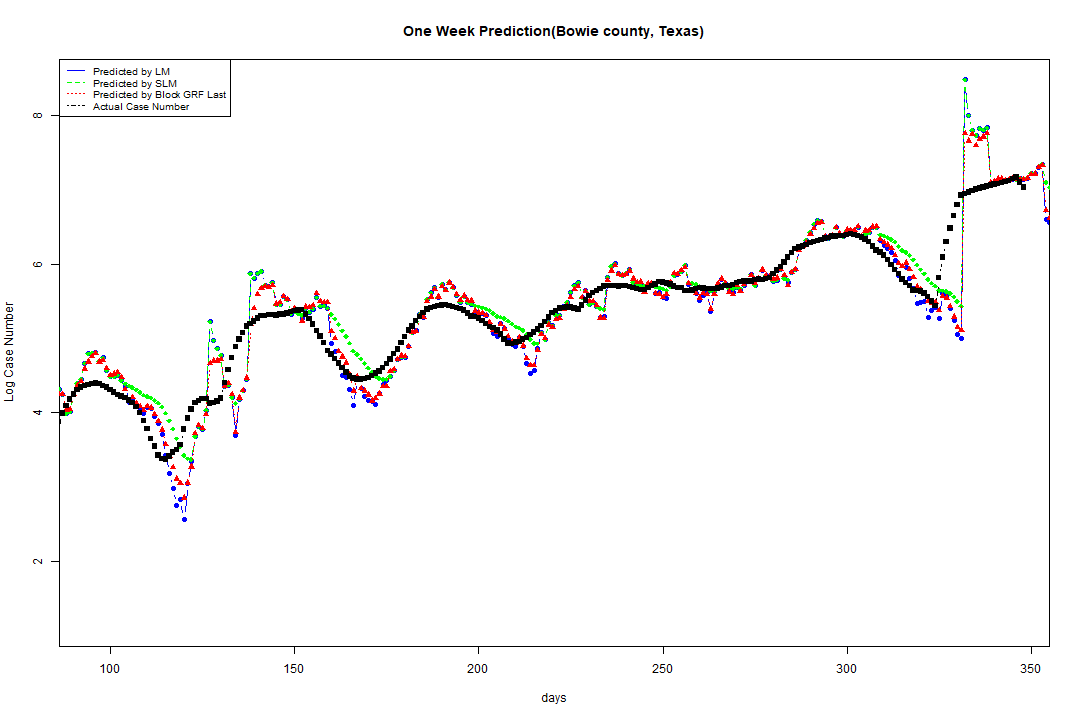 One Week Prediction(Bowie county, Texas)
Predicted by LM
Predicted by SLM
Predicted by Block GRF Last
Actual Case Number
8
6
4
2
Log Case Number
100
150
200
250
300
350
days